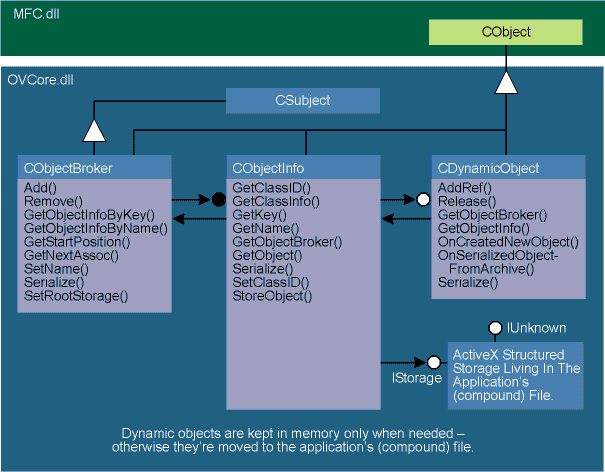 MFC.dll
CObject
OVCore.dll
CSubject
CObjectBroker
Add()
Remove()
GetObjectInfoByKey()
GetObjectInfoByName()
GetStartPosition()
GetNextAssoc()
SetName()
Serialize()
SetRootStorage()
CObjectInfo
GetClassID()
GetClassInfo()
GetKey()
GetName()
GetObjectBroker()
GetObject()
Serialize()
SetClassID()
StoreObject()
CDynamicObject
AddRef()
Release()
GetObjectBroker()
GetObjectInfo()
OnCreatedNewObject()
OnSerializedObject-
FromArchive()
Serialize()
IUnknown
IStorage
ActiveX Structured
Storage Living In The
Application's
(compound) File.
Dynamic objects are kept in memory only when needed –
otherwise they're moved to the application's (compound) file.